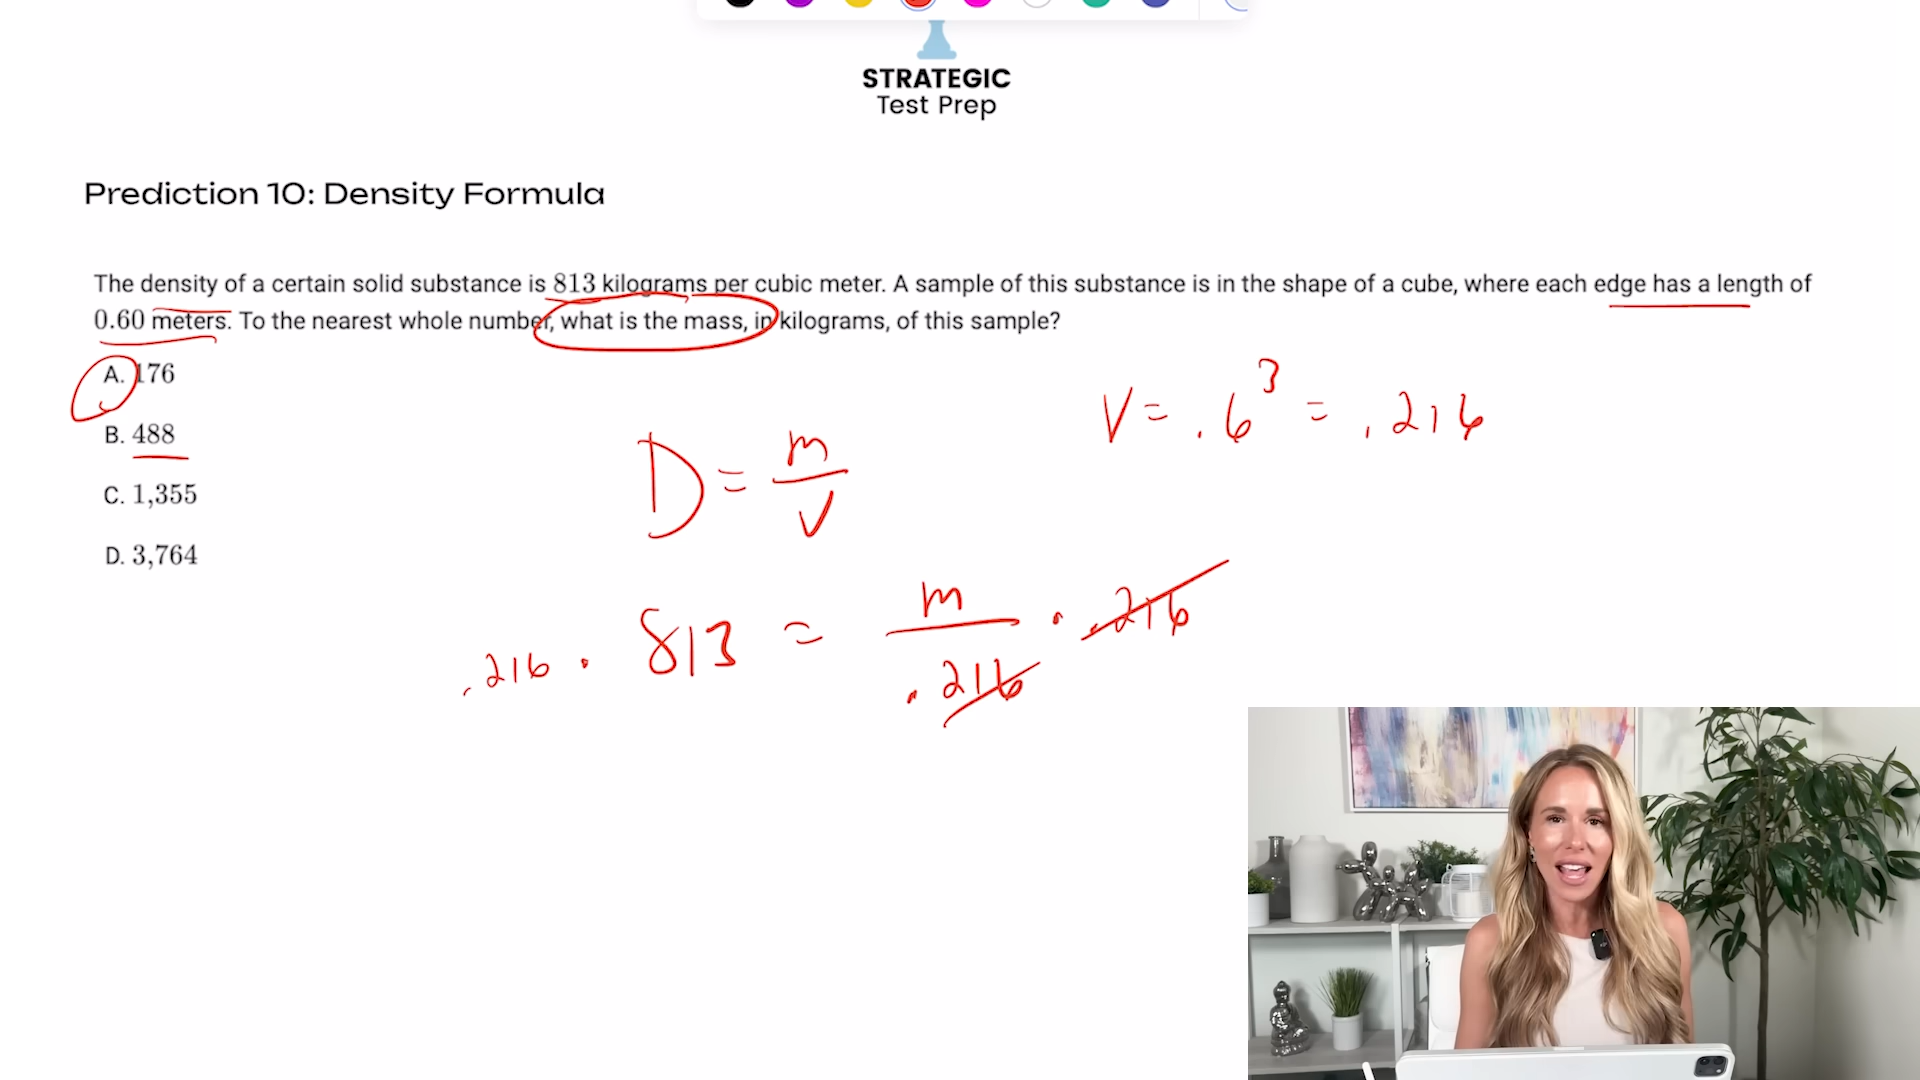 STRATEGIC
Test Prep
Prediction 10: Density Formula
The density of a certain solid substance is 813 kilograms per cubic meter. A sample of this substance is in the shape of a cube, where each edge has a length of
0.60 meters. To the nearest whole number, what is the mass, in kilograms, of this sample?
A. 176
B. 488
C. 1,355
D. 3,764
V = .6³ = .216
D = m/V
.216 · 813 = m/.216 · .216